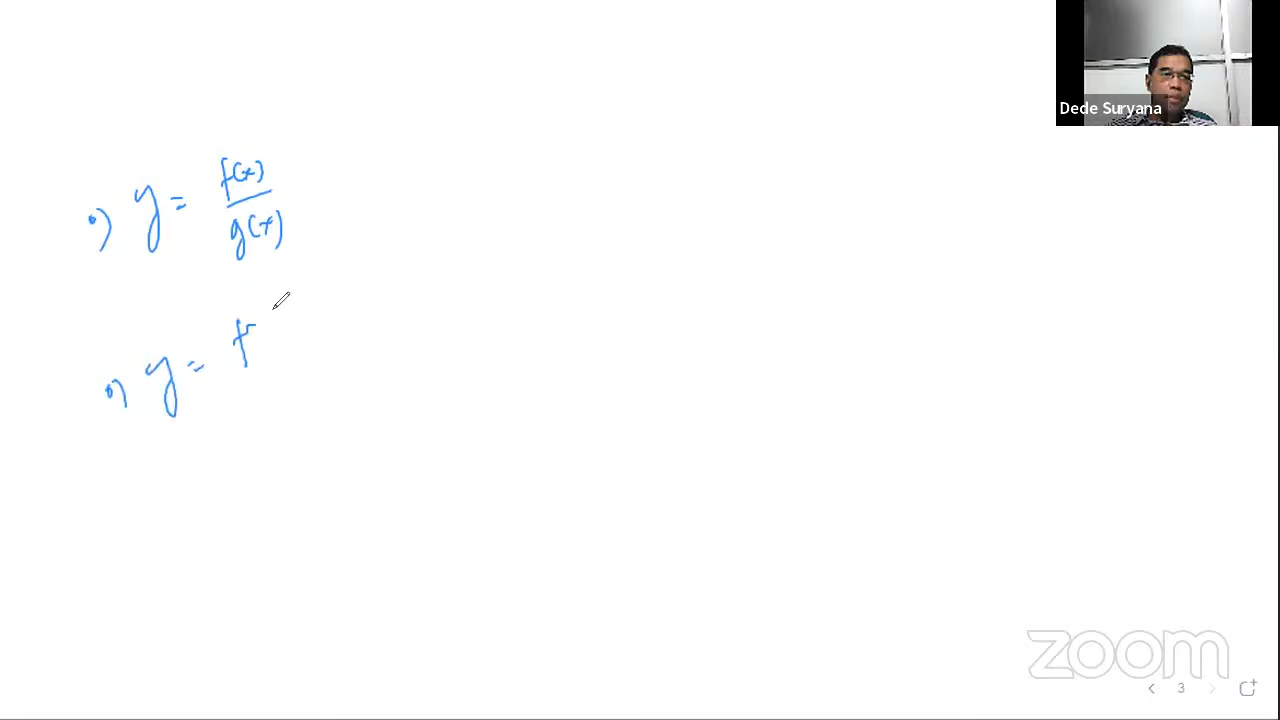 Dede Suryana
•) y = f(x)/g(x)
•) y = f
zoom
< 3 >